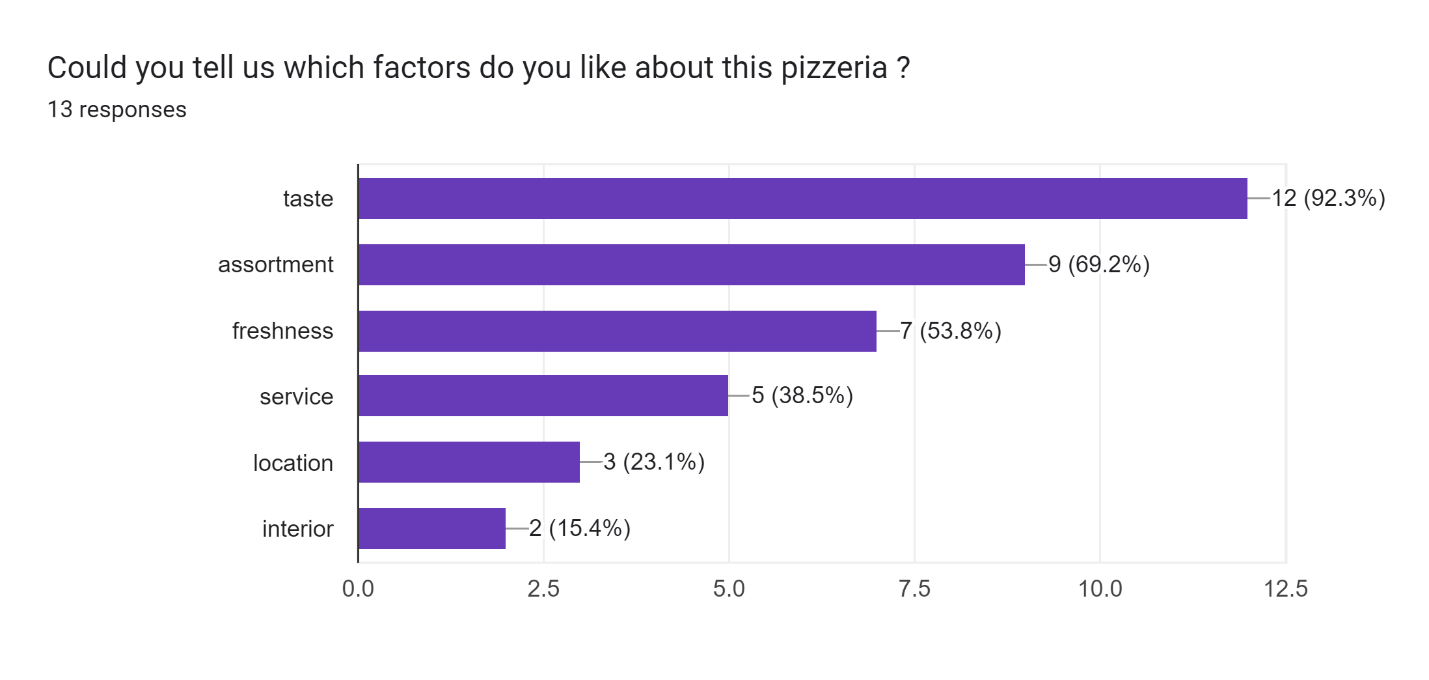 Could you tell us which factors do you like about this pizzeria ?
13 responses
taste 12 (92.3%)
assortment 9 (69.2%)
freshness 7 (53.8%)
service 5 (38.5%)
location 3 (23.1%)
interior 2 (15.4%)
0.0 2.5 5.0 7.5 10.0 12.5